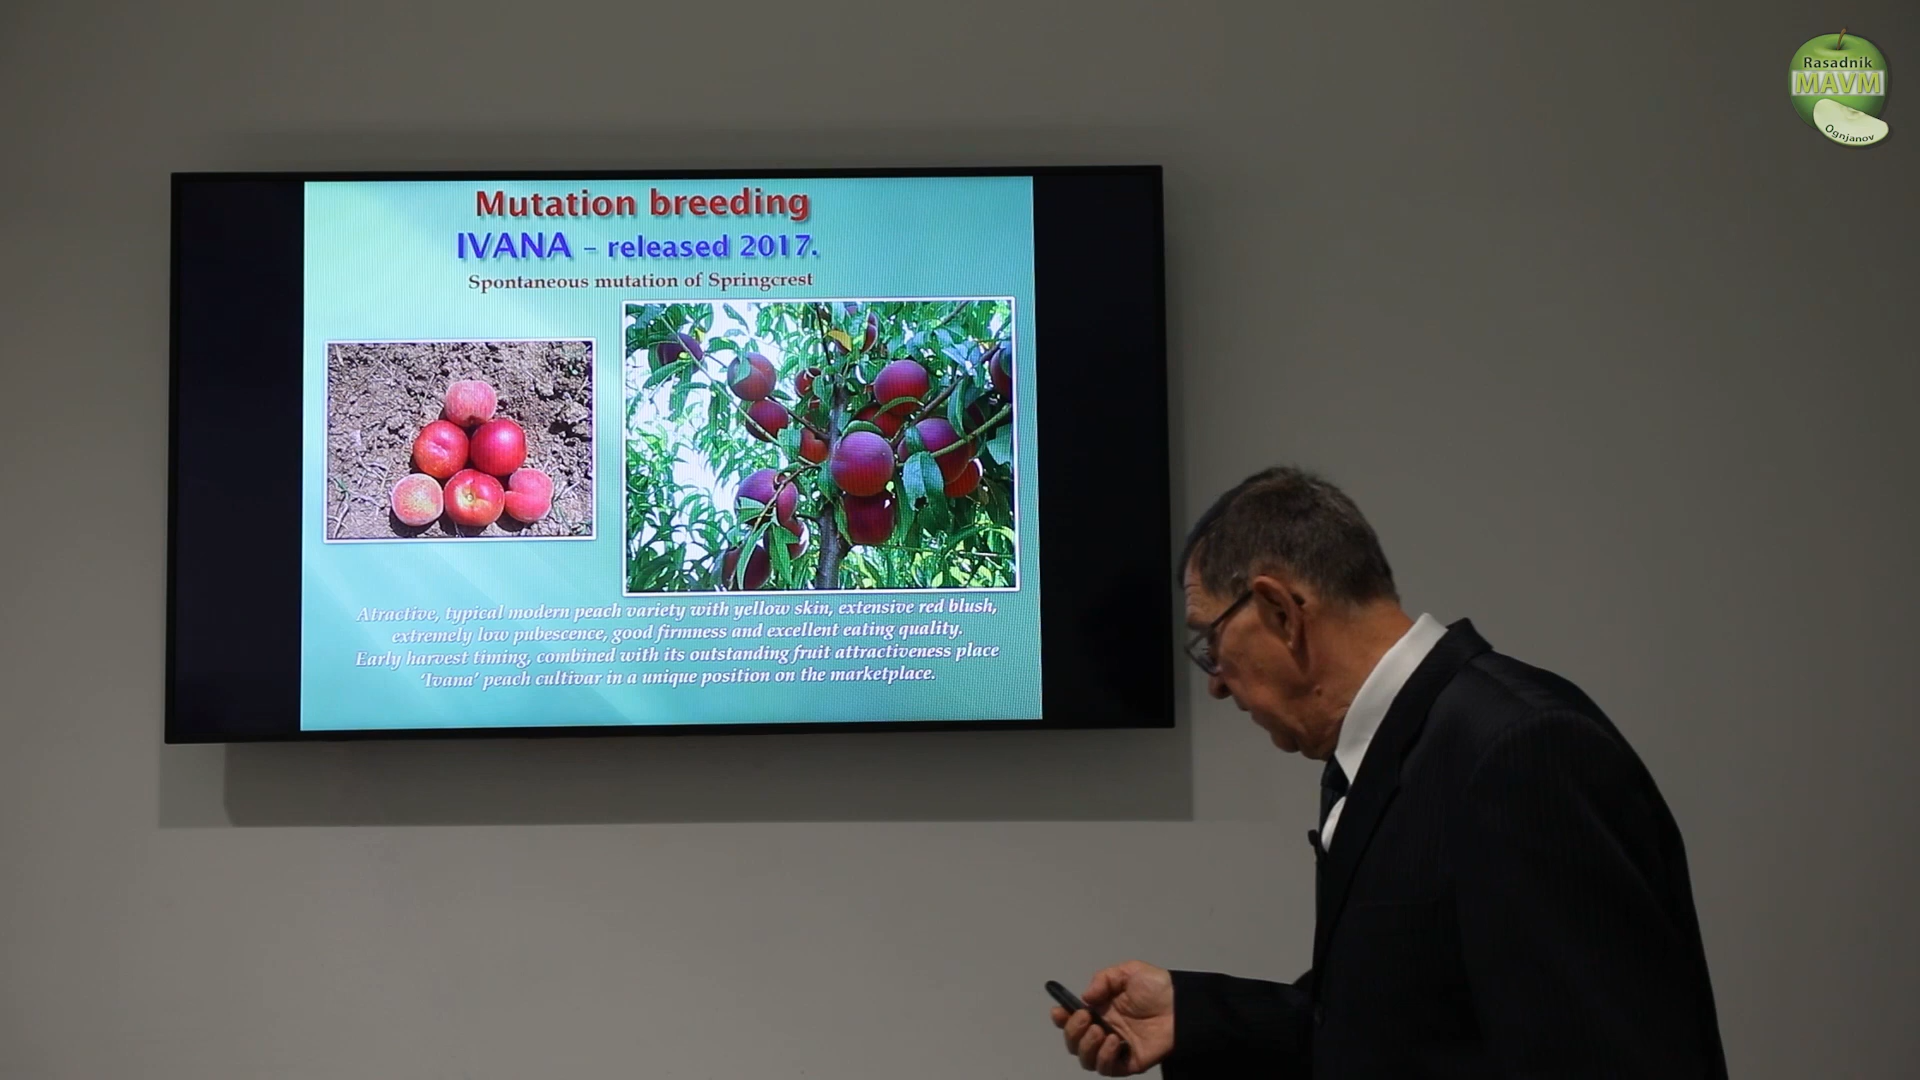 Mutation breeding
IVANA – released 2017.
Spontaneous mutation of Springcrest
Atractive, typical modern peach variety with yellow skin, extensive red blush,
extremely low pubescence, good firmness and excellent eating quality.
Early harvest timing, combined with its outstanding fruit attractiveness place
'Ivana' peach cultivar in a unique position on the marketplace.
Rasadnik
MAVM
Ognjanov